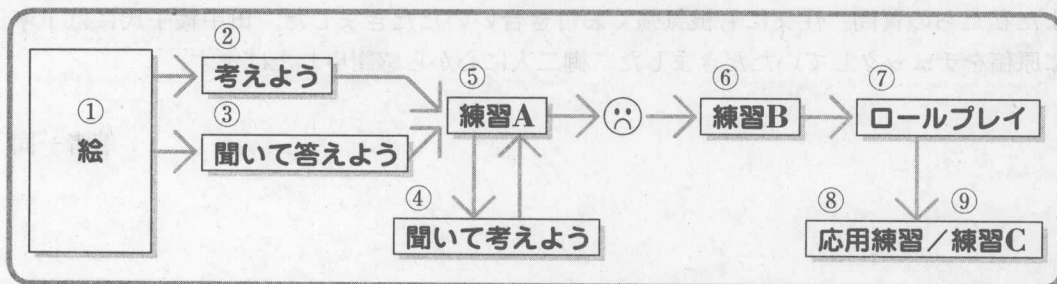 ①
絵
②
考えよう
③
聞いて答えよう
④
聞いて考えよう
⑤
練習A
⑥
練習B
⑦
ロールプレイ
⑧ ⑨
応用練習／練習C